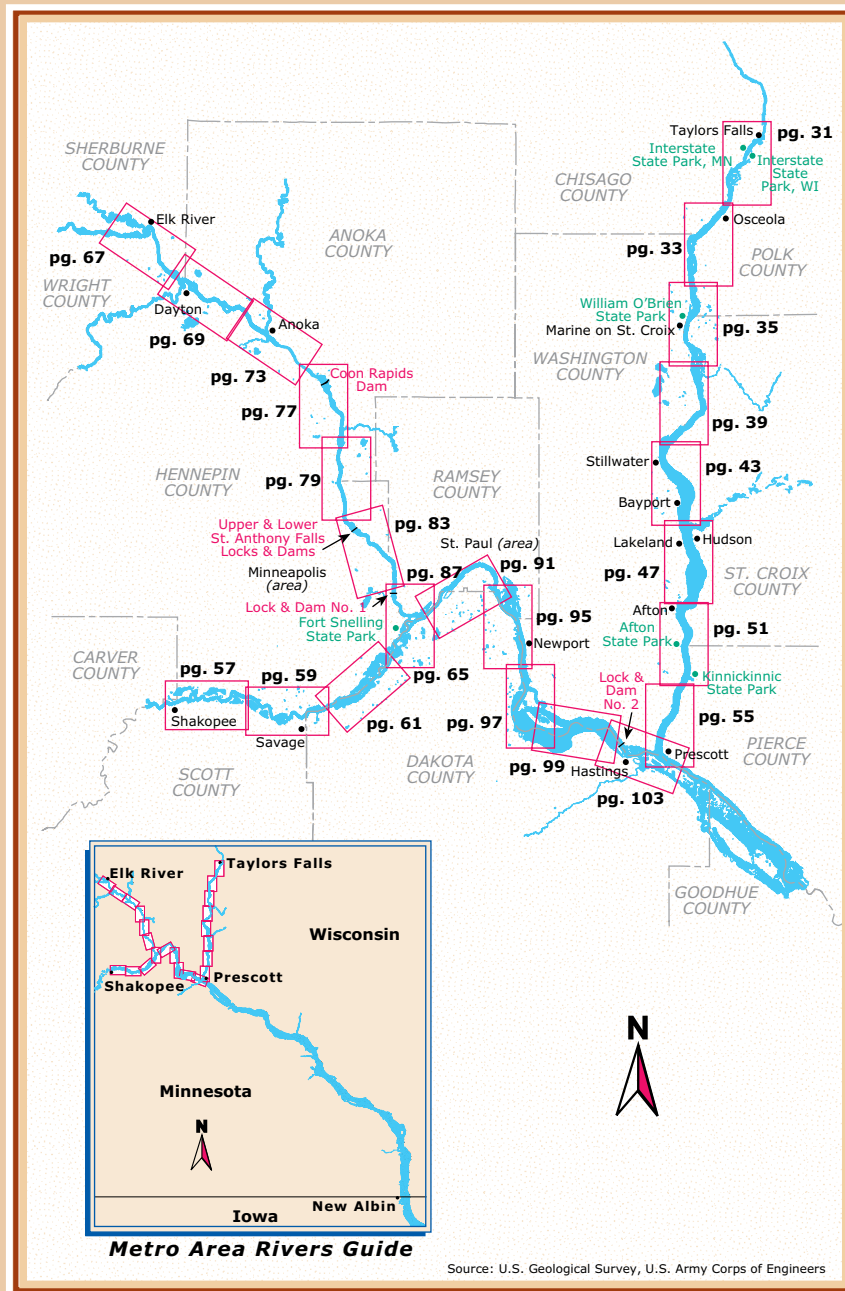 Taylors Falls
pg. 31
SHERBURNE
COUNTY
Interstate
State Park, MN
Interstate
State
Park, WI
CHISAGO
COUNTY
Elk River
Osceola
ANOKA
COUNTY
pg. 33
pg. 67
POLK
COUNTY
WRIGHT
COUNTY
Dayton
William O’Brien
State Park
Marine on St. Croix
pg. 35
Anoka
pg. 69
WASHINGTON
COUNTY
pg. 73
Coon Rapids
Dam
pg. 77
pg. 39
Stillwater
pg. 43
HENNEPIN
COUNTY
pg. 79
RAMSEY
COUNTY
Bayport
Upper & Lower
St. Anthony Falls
Locks & Dams
pg. 83
St. Paul (area)
Lakeland
Hudson
Minneapolis
(area)
pg. 87
pg. 91
pg. 47
ST. CROIX
COUNTY
Lock & Dam No. 1
Fort Snelling
State Park
pg. 95
Afton
Afton
State Park
pg. 51
Newport
CARVER
COUNTY
pg. 57
pg. 59
pg. 65
Lock &
Dam
No. 2
Kinnickinnic
State Park
Shakopee
pg. 61
pg. 97
pg. 55
Savage
Prescott
PIERCE
COUNTY
SCOTT
COUNTY
DAKOTA
COUNTY
pg. 99
Hastings
pg. 103
GOODHUE
COUNTY
Elk River
Taylors Falls
Wisconsin
Shakopee
Prescott
Minnesota
N
New Albin
Iowa
N
Metro Area Rivers Guide
Source: U.S. Geological Survey, U.S. Army Corps of Engineers